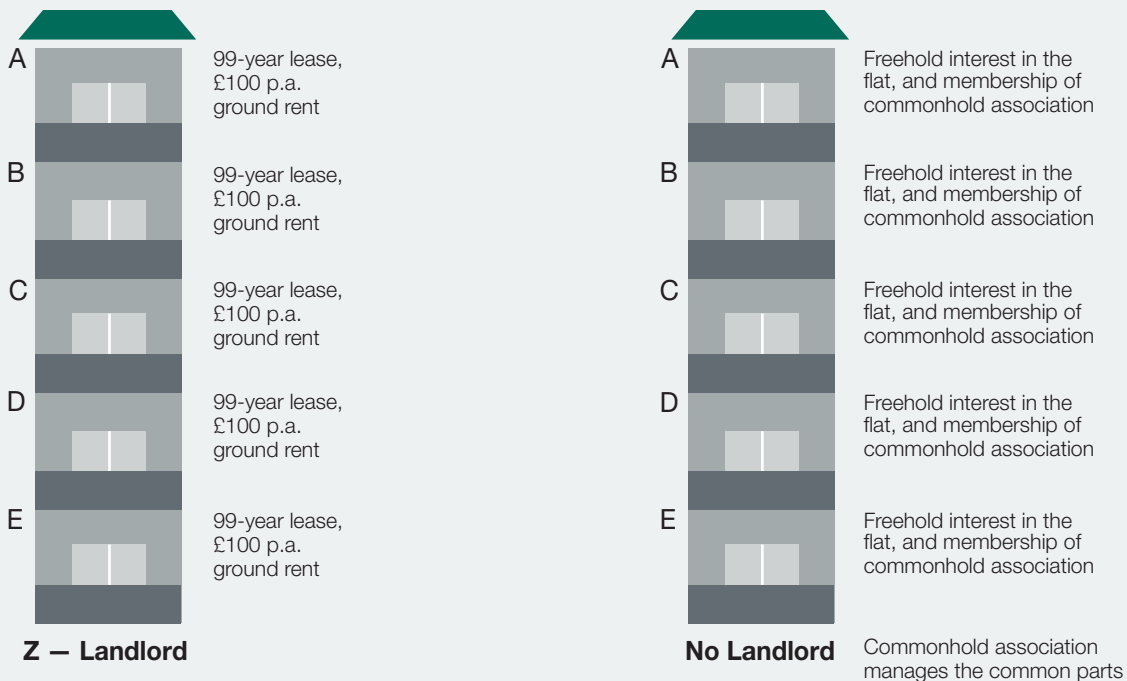 A
99-year lease,
£100 p.a.
ground rent
B
99-year lease,
£100 p.a.
ground rent
C
99-year lease,
£100 p.a.
ground rent
D
99-year lease,
£100 p.a.
ground rent
E
99-year lease,
£100 p.a.
ground rent
Z – Landlord
A
Freehold interest in the
flat, and membership of
commonhold association
B
Freehold interest in the
flat, and membership of
commonhold association
C
Freehold interest in the
flat, and membership of
commonhold association
D
Freehold interest in the
flat, and membership of
commonhold association
E
Freehold interest in the
flat, and membership of
commonhold association
No Landlord
Commonhold association
manages the common parts